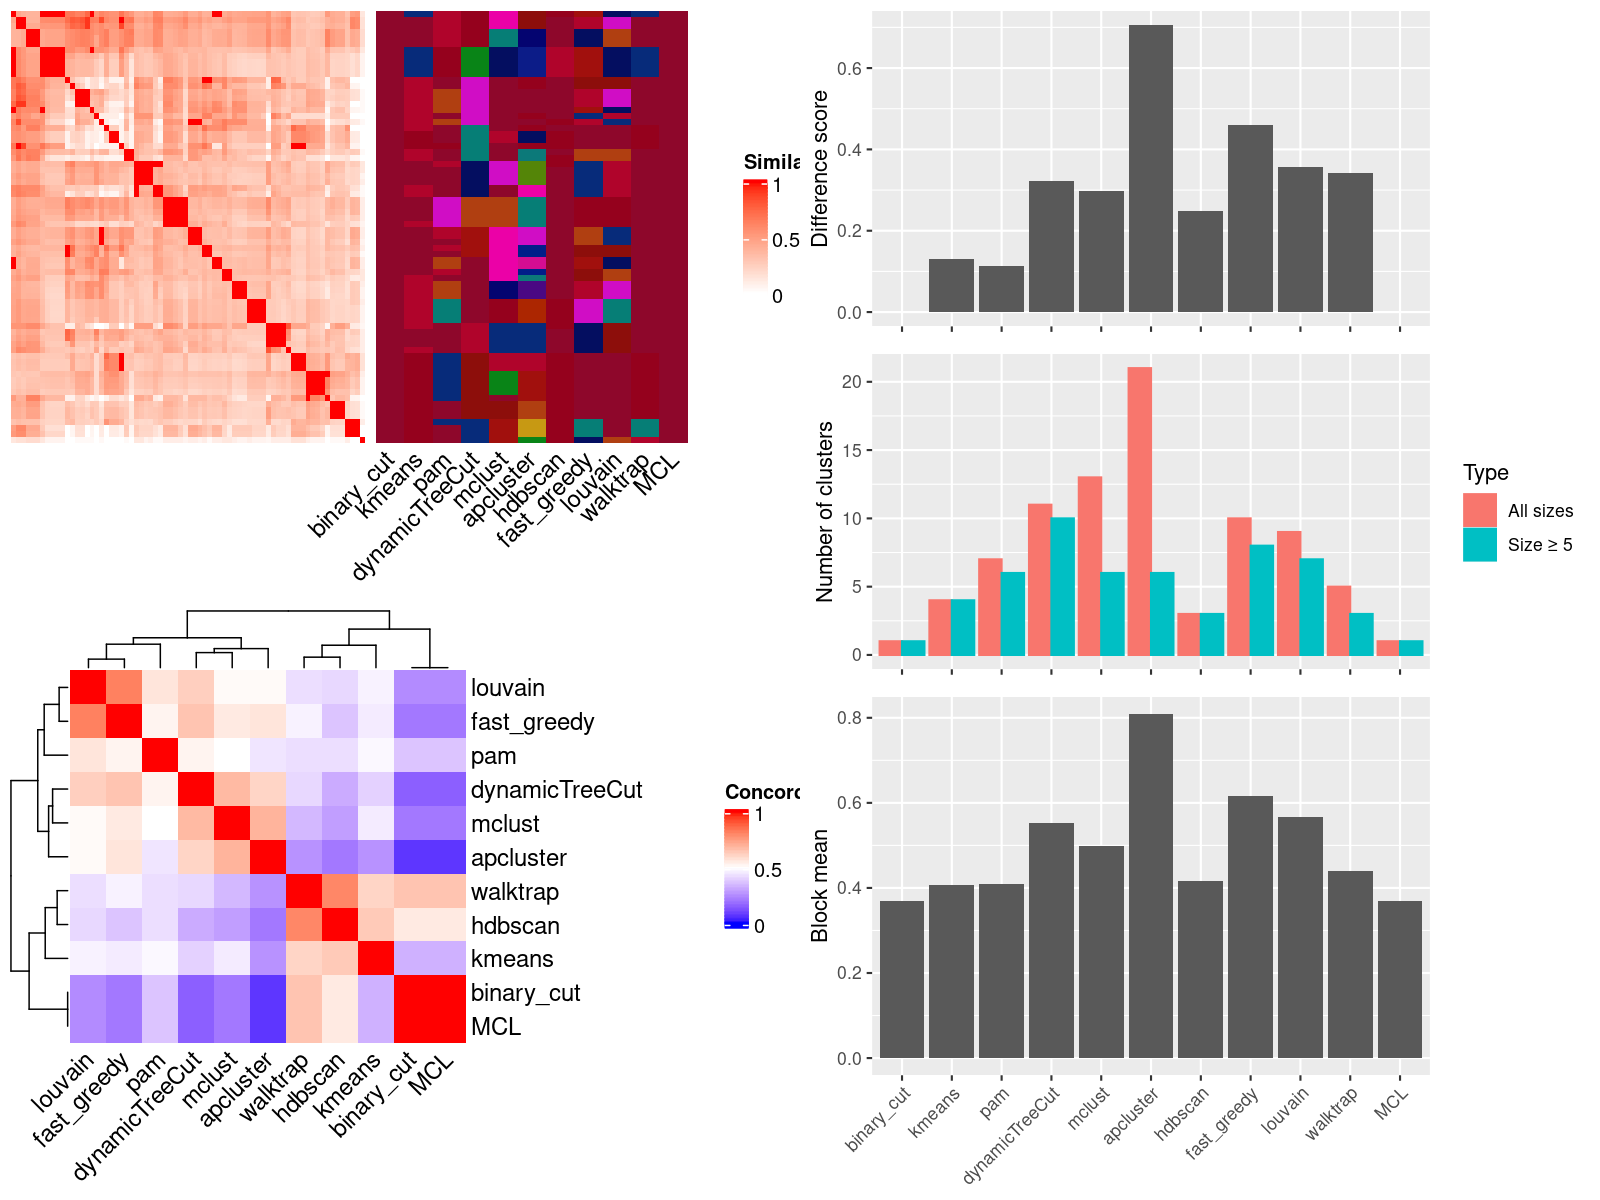 Simila
1
0.5
0
binary_cut
kmeans
pam
dynamicTreeCut
mclust
apcluster
hdbscan
fast_greedy
louvain
walktrap
MCL
louvain
fast_greedy
pam
dynamicTreeCut
mclust
apcluster
walktrap
hdbscan
kmeans
binary_cut
MCL
louvain
fast_greedy
pam
dynamicTreeCut
mclust
apcluster
walktrap
hdbscan
kmeans
binary_cut
MCL
Concord
1
0.5
0
Difference score
0.6
0.4
0.2
0.0
Number of clusters
20
15
10
5
0
Type
All sizes
Size ≥ 5
Block mean
0.8
0.6
0.4
0.2
0.0
binary_cut
kmeans
pam
dynamicTreeCut
mclust
apcluster
hdbscan
fast_greedy
louvain
walktrap
MCL